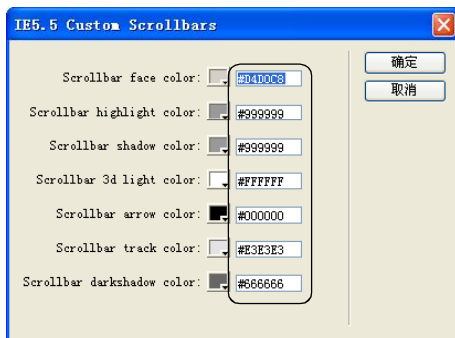 IE5.5 Custom Scrollbars
Scrollbar face color: #D4D0C8
确定
Scrollbar highlight color: #999999
取消
Scrollbar shadow color: #999999
Scrollbar 3d light color: #FFFFFF
Scrollbar arrow color: #000000
Scrollbar track color: #E3E3E3
Scrollbar darkshadow color: #666666